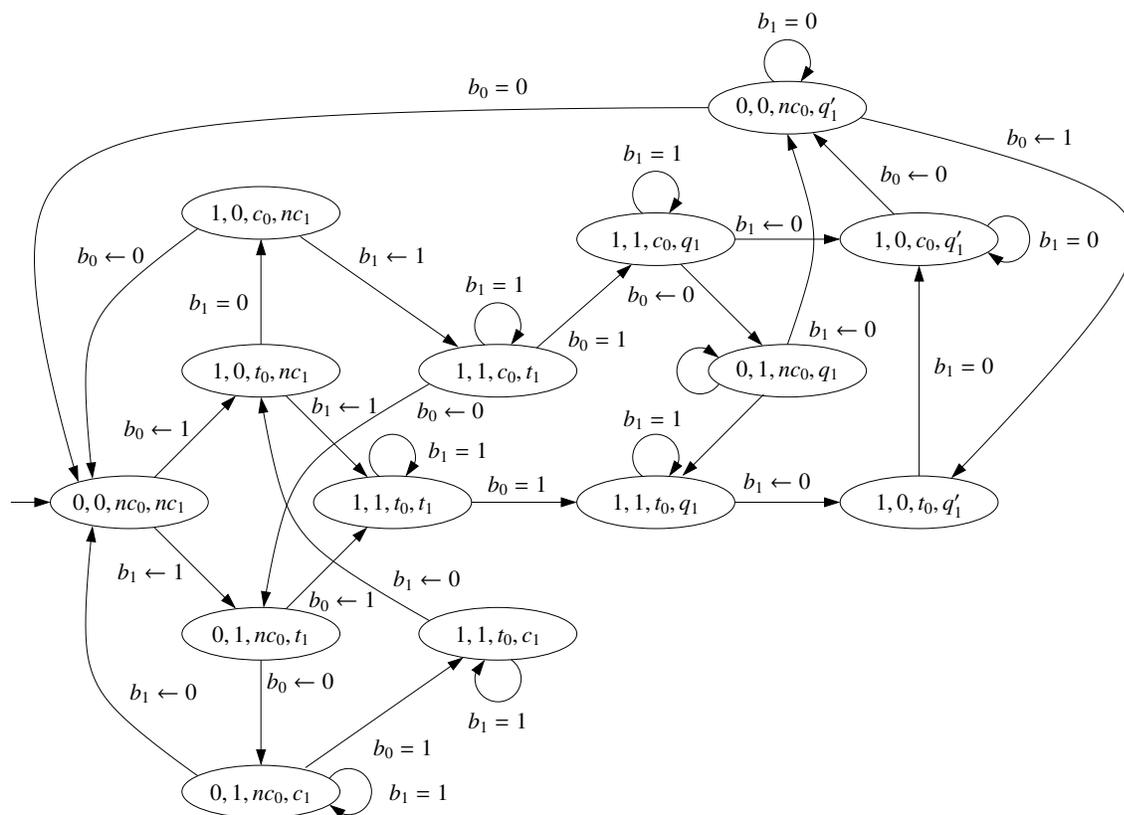 b₁ = 0
b₀ = 0
0, 0, nc₀, q′₁
b₀ ← 1
b₁ = 1
b₀ ← 0
1, 0, c₀, nc₁
b₀ ← 0
b₁ ← 1
1, 1, c₀, q₁
b₁ ← 0
1, 0, c₀, q′₁
b₁ = 0
b₁ = 1
b₀ ← 0
b₁ = 0
b₀ = 1
b₁ ← 0
1, 0, t₀, nc₁
1, 1, c₀, t₁
0, 1, nc₀, q₁
b₁ = 0
b₁ ← 1
b₀ ← 0
b₀ ← 1
b₁ = 1
b₁ = 1
0, 0, nc₀, nc₁
1, 1, t₀, t₁
b₀ = 1
1, 1, t₀, q₁
b₁ ← 0
1, 0, t₀, q′₁
b₁ ← 1
b₁ ← 0
b₀ ← 1
0, 1, nc₀, t₁
1, 1, t₀, c₁
b₀ ← 0
b₁ ← 0
b₁ = 1
b₀ = 1
0, 1, nc₀, c₁
b₁ = 1